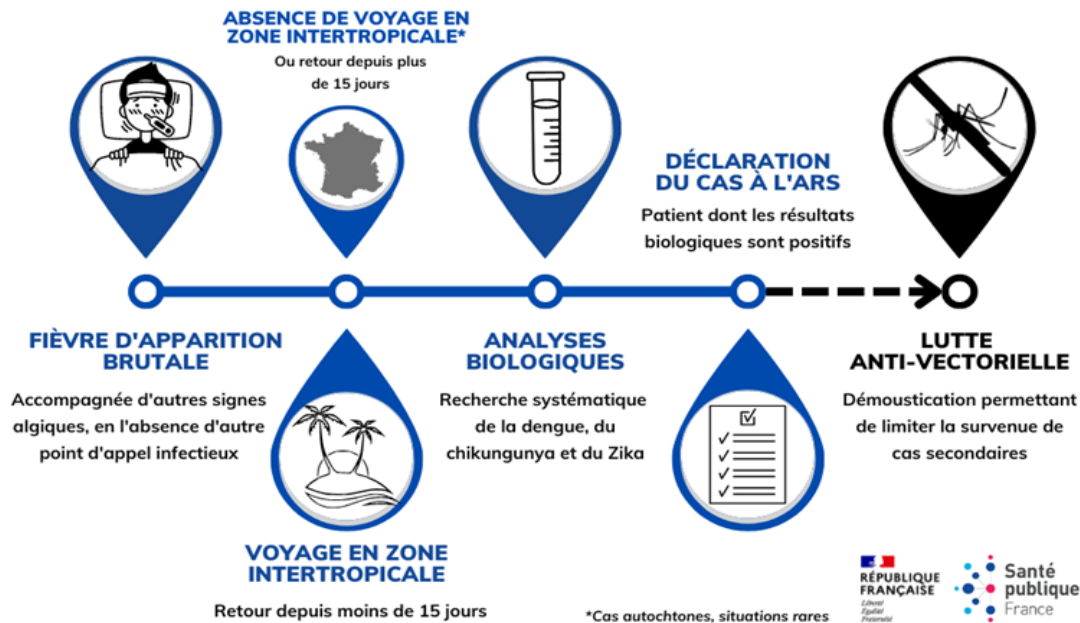 ABSENCE DE VOYAGE EN
ZONE INTERTROPICALE*
Ou retour depuis plus
de 15 jours
DÉCLARATION
DU CAS À L'ARS
Patient dont les résultats
biologiques sont positifs
FIÈVRE D'APPARITION
BRUTALE
Accompagnée d'autres signes
algiques, en l'absence d'autre
point d'appel infectieux
ANALYSES
BIOLOGIQUES
Recherche systématique
de la dengue, du
chikungunya et du Zika
LUTTE
ANTI-VECTORIELLE
Démoustication permettant
de limiter la survenue de
cas secondaires
VOYAGE EN ZONE
INTERTROPICALE
Retour depuis moins de 15 jours
*Cas autochtones, situations rares
RÉPUBLIQUE
FRANÇAISE
Liberté
Égalité
Fraternité
Santé
publique
France